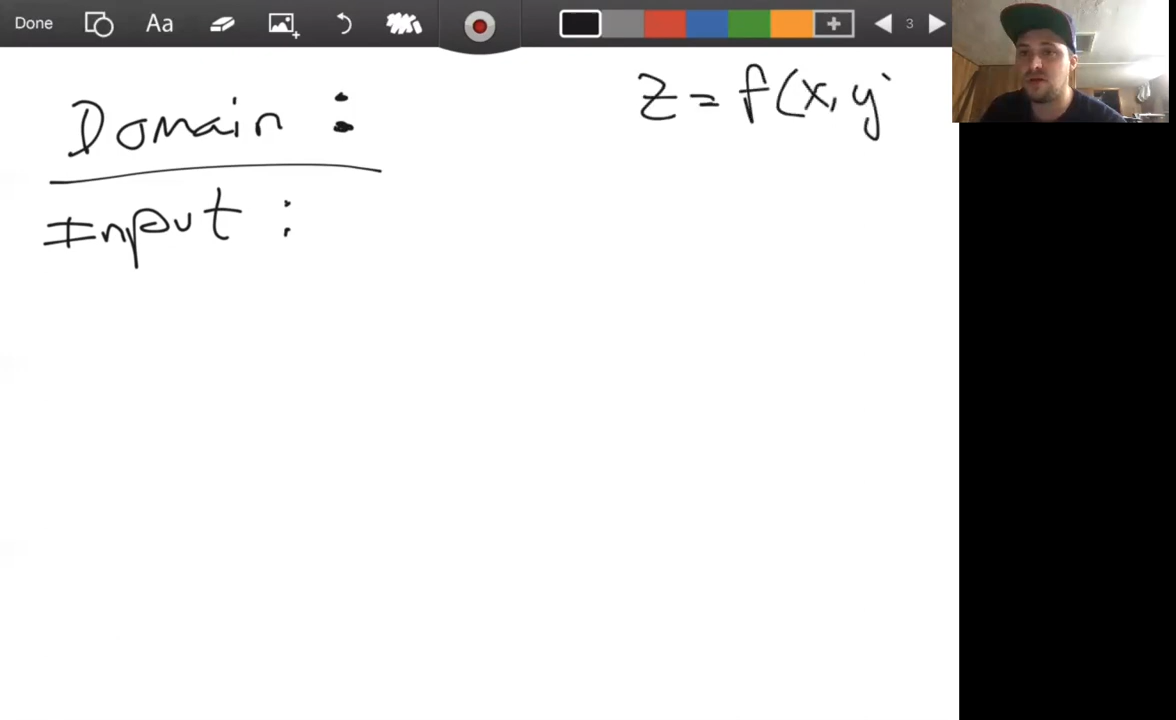 Done Aa 3
z = f(x, y
Domain :
Input :